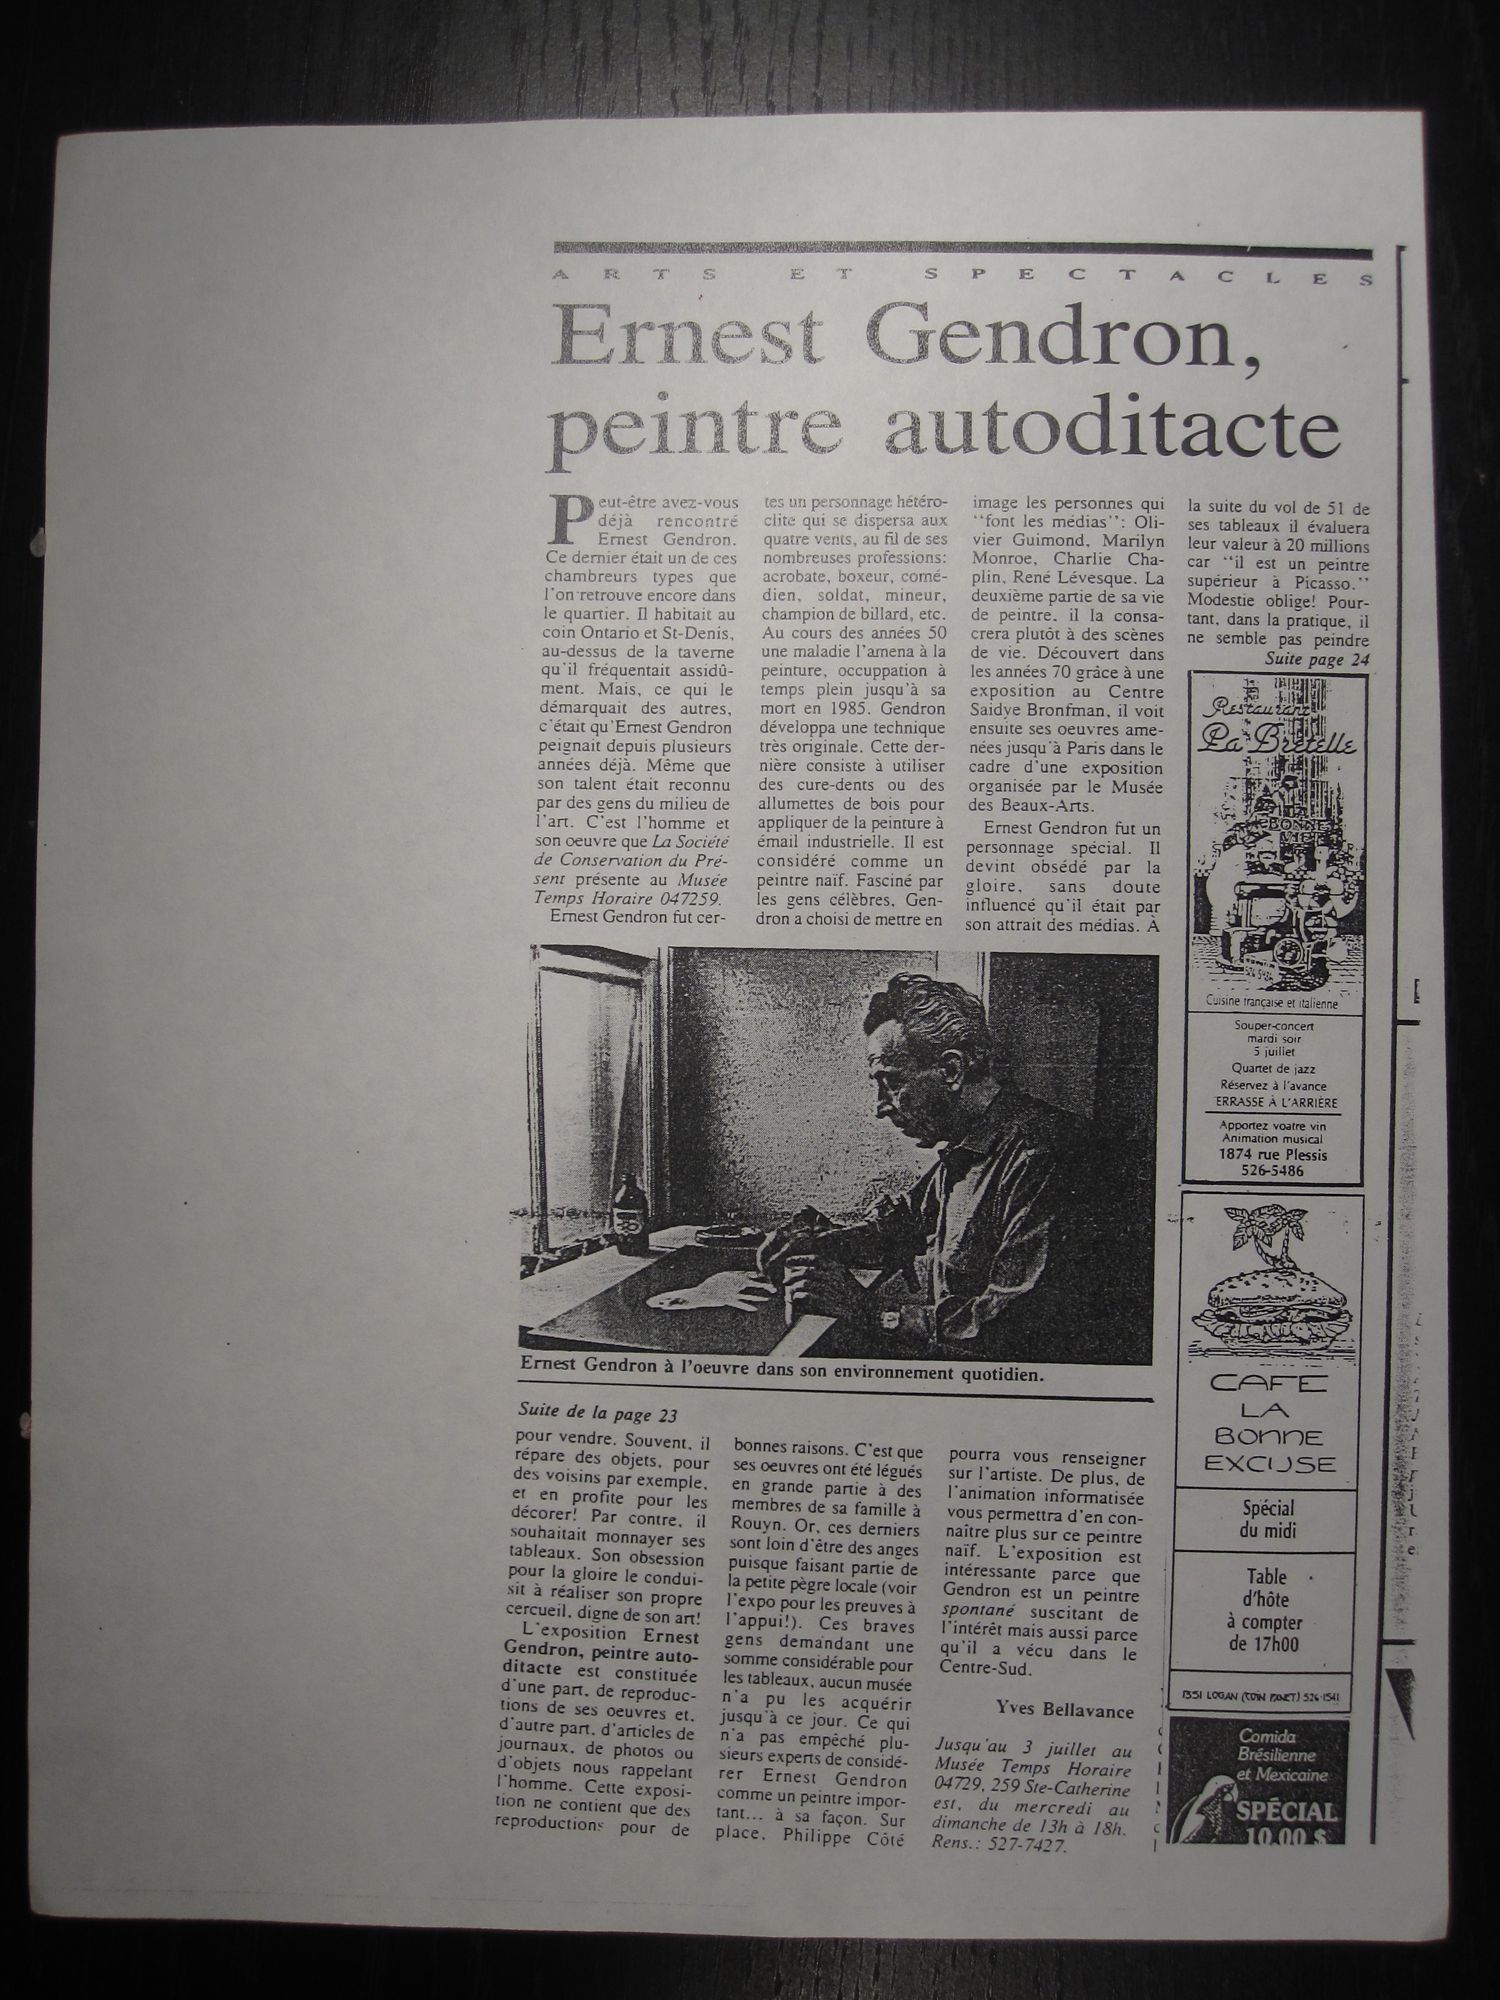 ARTS ET SPECTACLES
Ernest Gendron,
peintre autoditacte
Peut-être avez-vous
déjà rencontré
Ernest Gendron.
Ce dernier était un de ces
chambreurs types que
l'on retrouve encore dans
le quartier. Il habitait au
coin Ontario et St-Denis,
au-dessus de la taverne
qu'il fréquentait assidû-
ment. Mais, ce qui le
démarquait des autres,
c'était qu'Ernest Gendron
peignait depuis plusieurs
années déjà. Même que
son talent était reconnu
par des gens du milieu de
l'art. C'est l'homme et
son oeuvre que La Société
de Conservation du Pré-
sent présente au Musée
Temps Horaire 047259.
Ernest Gendron fut cer-
tes un personnage hétéro-
clite qui se dispersa aux
quatre vents, au fil de ses
nombreuses professions:
acrobate, boxeur, comé-
dien, soldat, mineur,
champion de billard, etc.
Au cours des années 50
une maladie l'amena à la
peinture, occuppation à
temps plein jusqu'à sa
mort en 1985. Gendron
développa une technique
très originale. Cette der-
nière consiste à utiliser
des cure-dents ou des
allumettes de bois pour
appliquer de la peinture à
émail industrielle. Il est
considéré comme un
peintre naïf. Fasciné par
les gens célèbres, Gen-
dron a choisi de mettre en
image les personnes qui
"font les médias": Oli-
vier Guimond, Marilyn
Monroe, Charlie Cha-
plin, René Lévesque. La
deuxième partie de sa vie
de peintre, il la consa-
crera plutôt à des scènes
de vie. Découvert dans
les années 70 grâce à une
exposition au Centre
Saidye Bronfman, il voit
ensuite ses oeuvres ame-
nées jusqu'à Paris dans le
cadre d'une exposition
organisée par le Musée
des Beaux-Arts.
Ernest Gendron fut un
personnage spécial. Il
devint obsédé par la
gloire, sans doute
influencé qu'il était par
son attrait des médias. À
la suite du vol de 51 de
ses tableaux il évaluera
leur valeur à 20 millions
car "il est un peintre
supérieur à Picasso."
Modestie oblige! Pour-
tant, dans la pratique, il
ne semble pas peindre
Suite page 24
Ernest Gendron à l'oeuvre dans son environnement quotidien.
Suite de la page 23
pour vendre. Souvent, il
répare des objets, pour
des voisins par exemple,
et en profite pour les
décorer! Par contre, il
souhaitait monnayer ses
tableaux. Son obsession
pour la gloire le condui-
sit à réaliser son propre
cercueil, digne de son art!
L'exposition Ernest
Gendron, peintre auto-
ditacte est constituée
d'une part, de reproduc-
tions de ses oeuvres et,
d'autre part, d'articles de
journaux, de photos ou
d'objets nous rappelant
l'homme. Cette exposi-
tion ne contient que des
reproductions pour de
bonnes raisons. C'est que
ses oeuvres ont été légués
en grande partie à des
membres de sa famille à
Rouyn. Or, ces derniers
sont loin d'être des anges
puisque faisant partie de
la petite pègre locale (voir
l'expo pour les preuves à
l'appui!). Ces braves
gens demandant une
somme considérable pour
les tableaux, aucun musée
n'a pu les acquérir
jusqu'à ce jour. Ce qui
n'a pas empêché plu-
sieurs experts de considé-
rer Ernest Gendron
comme un peintre impor-
tant... à sa façon. Sur
place, Philippe Côté
pourra vous renseigner
sur l'artiste. De plus, de
l'animation informatisée
vous permettra d'en con-
naître plus sur ce peintre
naïf. L'exposition est
intéressante parce que
Gendron est un peintre
spontané suscitant de
l'intérêt mais aussi parce
qu'il a vécu dans le
Centre-Sud.
Yves Bellavance
Jusqu'au 3 juillet au
Musée Temps Horaire
04729, 259 Ste-Catherine
est, du mercredi au
dimanche de 13h à 18h.
Rens.: 527-7427.
Restaurant
La Bretelle
Cuisine française et italienne
Souper-concert
mardi soir
5 juillet
Quartet de jazz
Réservez à l'avance
ERRASSE À L'ARRIÈRE
Apportez voatre vin
Animation musical
1874 rue Plessis
526-5486
CAFE
LA
BONNE
EXCUSE
Spécial
du midi
Table
d'hôte
à compter
de 17h00
1351 LOGAN (COIN PANET) 526-1541
Comida
Brésilienne
et Mexicaine
SPÉCIAL
10,00 $